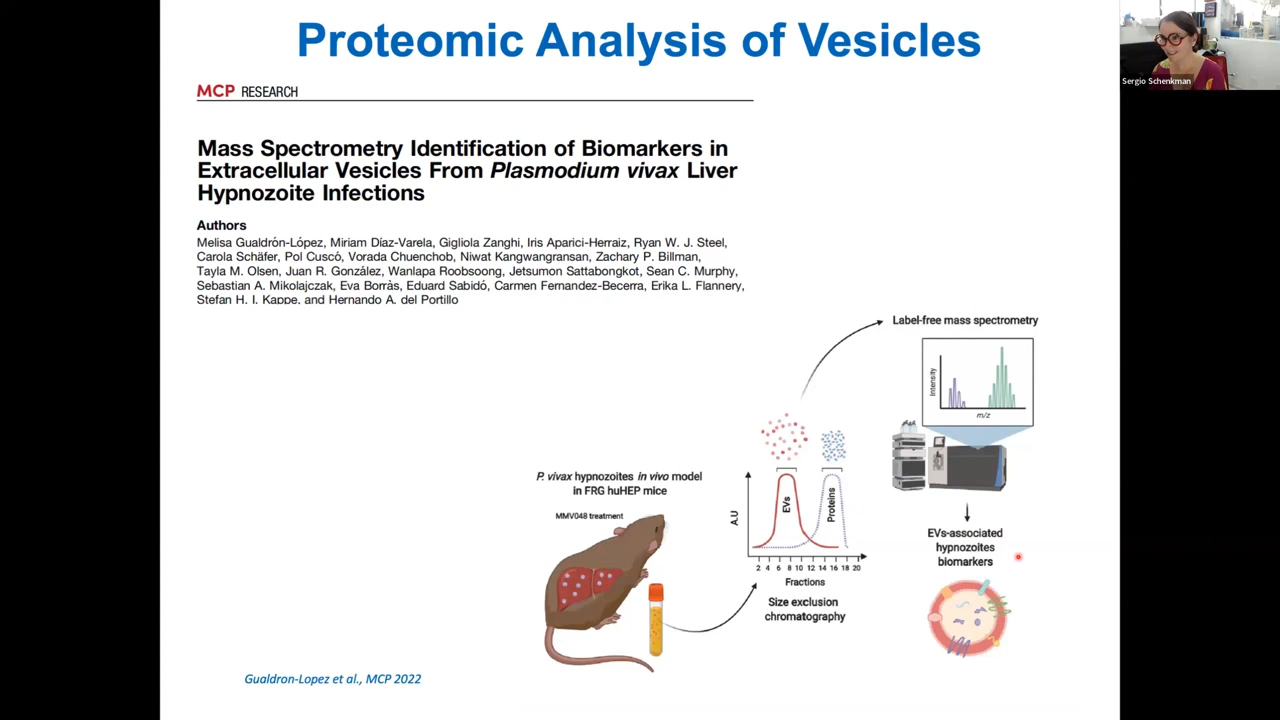 Proteomic Analysis of Vesicles
Sergio Schenkman
MCP RESEARCH
Mass Spectrometry Identification of Biomarkers in
Extracellular Vesicles From Plasmodium vivax Liver
Hypnozoite Infections
Authors
Melisa Gualdrón-López, Miriam Díaz-Varela, Gigliola Zanghi, Iris Aparici-Herraiz, Ryan W. J. Steel,
Carola Schäfer, Pol Cuscó, Vorada Chuenchob, Niwat Kangwangransan, Zachary P. Billman,
Tayla M. Olsen, Juan R. González, Wanlapa Roobsoong, Jetsumon Sattabongkot, Sean C. Murphy,
Sebastian A. Mikolajczak, Eva Borràs, Eduard Sabidó, Carmen Fernandez-Becerra, Erika L. Flannery,
Stefan H. I. Kappe, and Hernando A. del Portillo
Label-free mass spectrometry
Intensity
m/z
P. vivax hypnozoites in vivo model
in FRG huHEP mice
MMV048 treatment
A.U
EVs
Proteins
2 4 6 8 10 12 14 16 18 20
Fractions
Size exclusion
chromatography
EVs-associated
hypnozoites
biomarkers
Gualdron-Lopez et al., MCP 2022